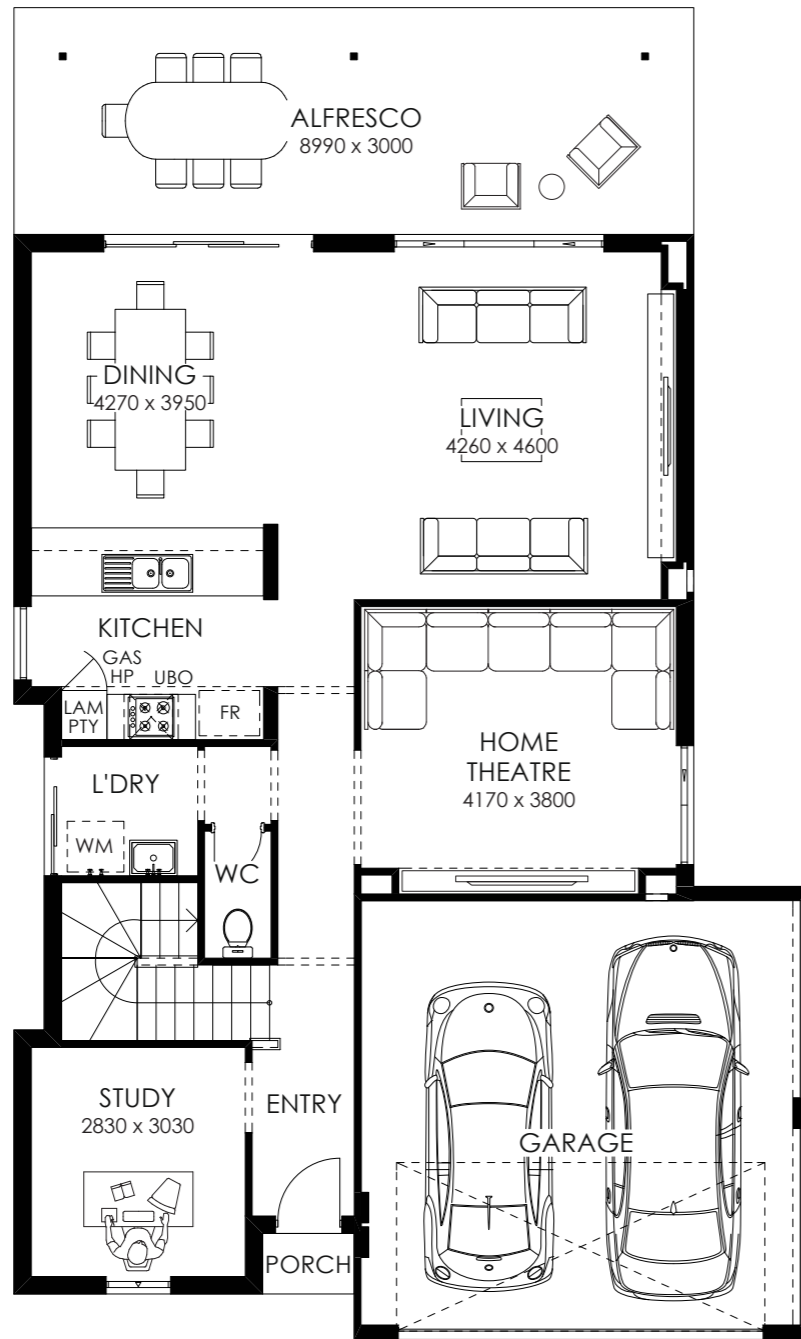 ALFRESCO
8990 x 3000
DINING
4270 x 3950
LIVING
4260 x 4600
KITCHEN
GAS
HP
UBO
LAM
PTY
FR
HOME
THEATRE
4170 x 3800
L'DRY
WM
WC
STUDY
2830 x 3030
ENTRY
GARAGE
PORCH